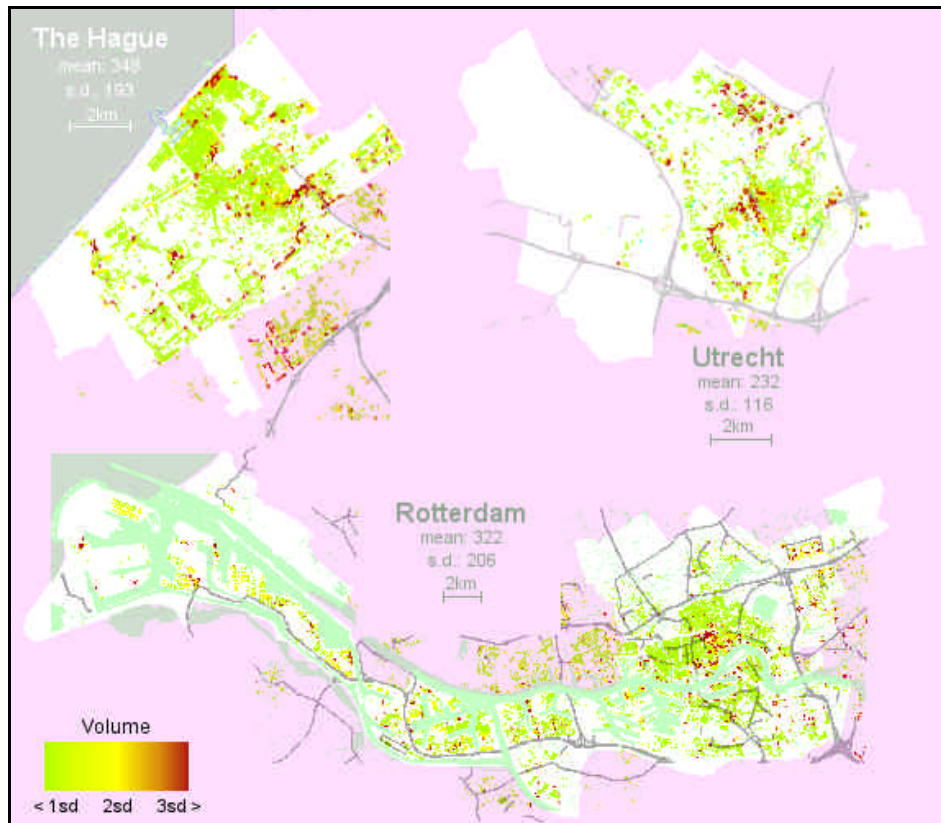 The Hague
mean: 348
s.d.: 193
2km
Utrecht
mean: 232
s.d.: 116
2km
Rotterdam
mean: 322
s.d.: 206
2km
Volume
< 1sd 2sd 3sd >